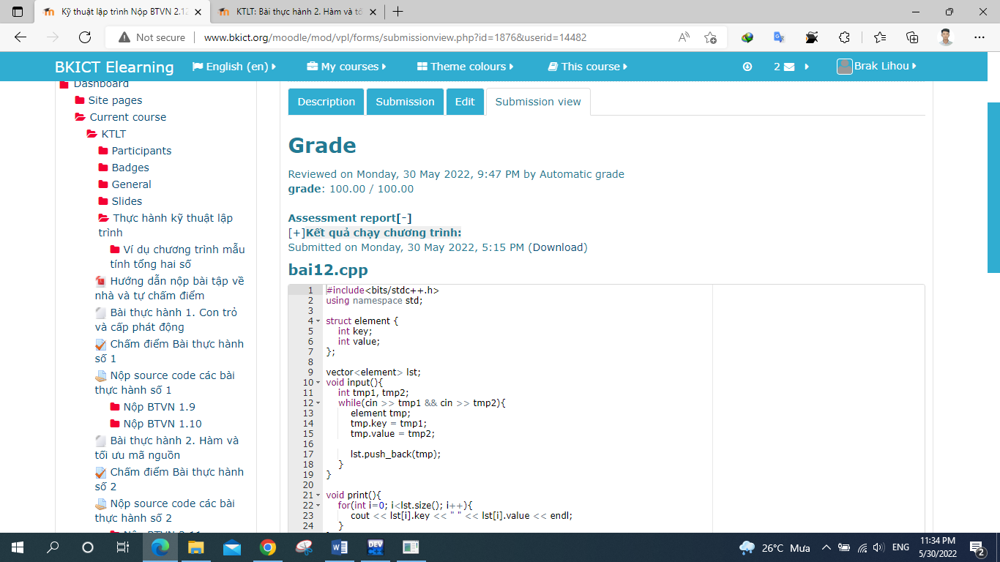 Kỹ thuật lập trình Nộp BTVN 2.12
KTLT: Bài thực hành 2. Hàm và tố
Not secure
www.bkict.org/moodle/mod/vpl/forms/submissionview.php?id=1876&userid=14482
BKICT Elearning
English (en)
My courses
Theme colours
This course
2
Brak Lihou
Dashboard
Site pages
Current course
KTLT
Participants
Badges
General
Slides
Thực hành kỹ thuật lập
trình
Ví dụ chương trình mẫu
tính tổng hai số
Hướng dẫn nộp bài tập về
nhà và tự chấm điểm
Bài thực hành 1. Con trỏ
và cấp phát động
Chấm điểm Bài thực hành
số 1
Nộp source code các bài
thực hành số 1
Nộp BTVN 1.9
Nộp BTVN 1.10
Bài thực hành 2. Hàm và
tối ưu mã nguồn
Chấm điểm Bài thực hành
số 2
Nộp source code các bài
thực hành số 2
Description
Submission
Edit
Submission view
Grade
Reviewed on Monday, 30 May 2022, 9:47 PM by Automatic grade
grade: 100.00 / 100.00
Assessment report[-]
[+]Kết quả chạy chương trình:
Submitted on Monday, 30 May 2022, 5:15 PM (Download)
bai12.cpp
1 #include<bits/stdc++.h>
2 using namespace std;
3
4 struct element {
5 int key;
6 int value;
7 };
8
9 vector<element> lst;
10 void input(){
11 int tmp1, tmp2;
12 while(cin >> tmp1 && cin >> tmp2){
13 element tmp;
14 tmp.key = tmp1;
15 tmp.value = tmp2;
16
17 lst.push_back(tmp);
18 }
19 }
20
21 void print(){
22 for(int i=0; i<lst.size(); i++){
23 cout << lst[i].key << " " << lst[i].value << endl;
24 }
DEV
26°C Mưa
ENG
11:34 PM
5/30/2022
2